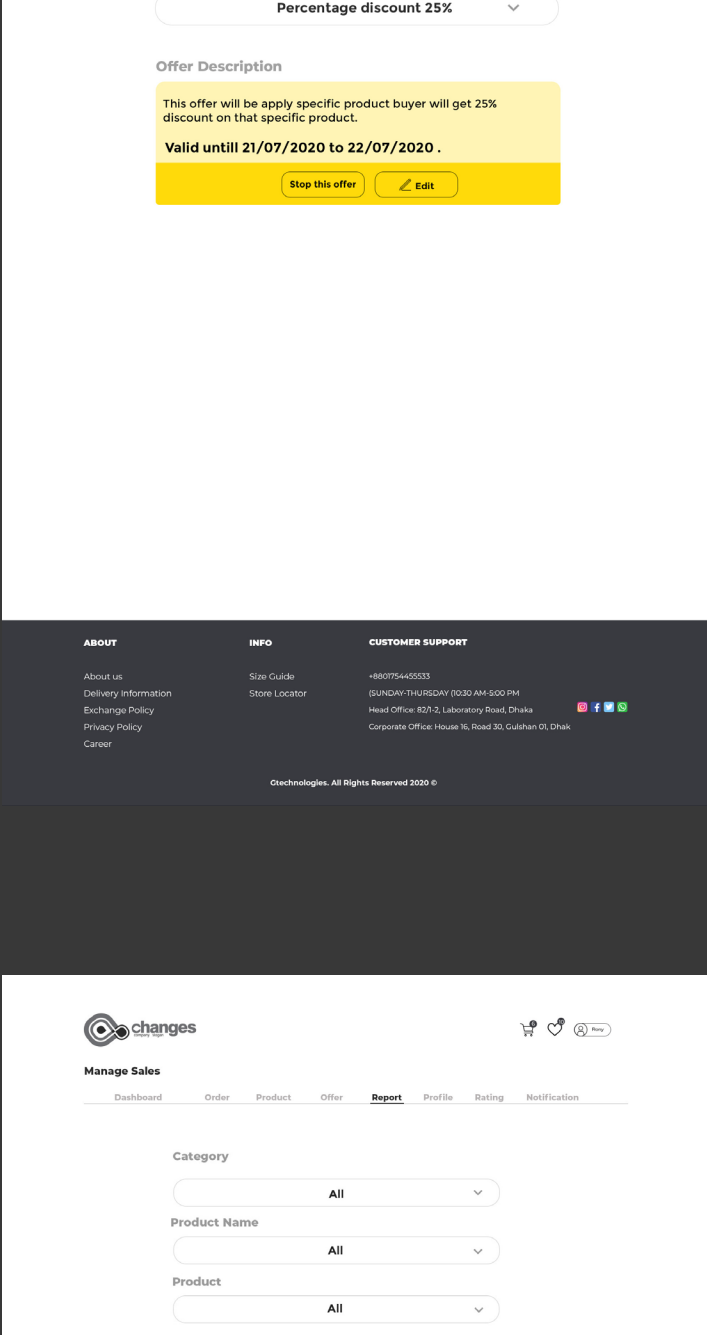 Percentage discount 25%
Offer Description
This offer will be apply specific product buyer will get 25%
discount on that specific product.
Valid untill 21/07/2020 to 22/07/2020 .
Stop this offer
Edit
ABOUT
About us
Delivery Information
Exchange Policy
Privacy Policy
Career
INFO
Size Guide
Store Locator
CUSTOMER SUPPORT
+8801754455533
(SUNDAY-THURSDAY (10:30 AM-5:00 PM
Head Office: 82/1-2, Laboratory Road, Dhaka
Corporate Office: House 16, Road 30, Gulshan 01, Dhak
Gtechnologies. All Rights Reserved 2020 ©
changes
company slogan
Rony
Manage Sales
Dashboard Order Product Offer Report Profile Rating Notification
Category
All
Product Name
All
Product
All